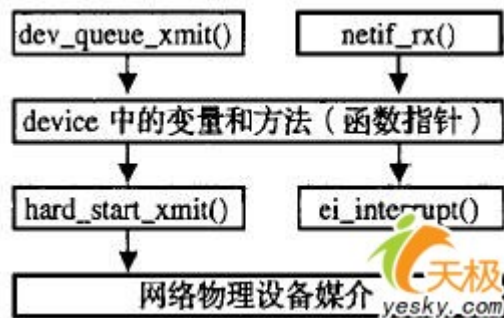 dev_queue_xmit()
netif_rx()
device 中的变量和方法（函数指针）
hard_start_xmit()
ei_interrupt()
网络物理设备媒介
天极
yesky.com